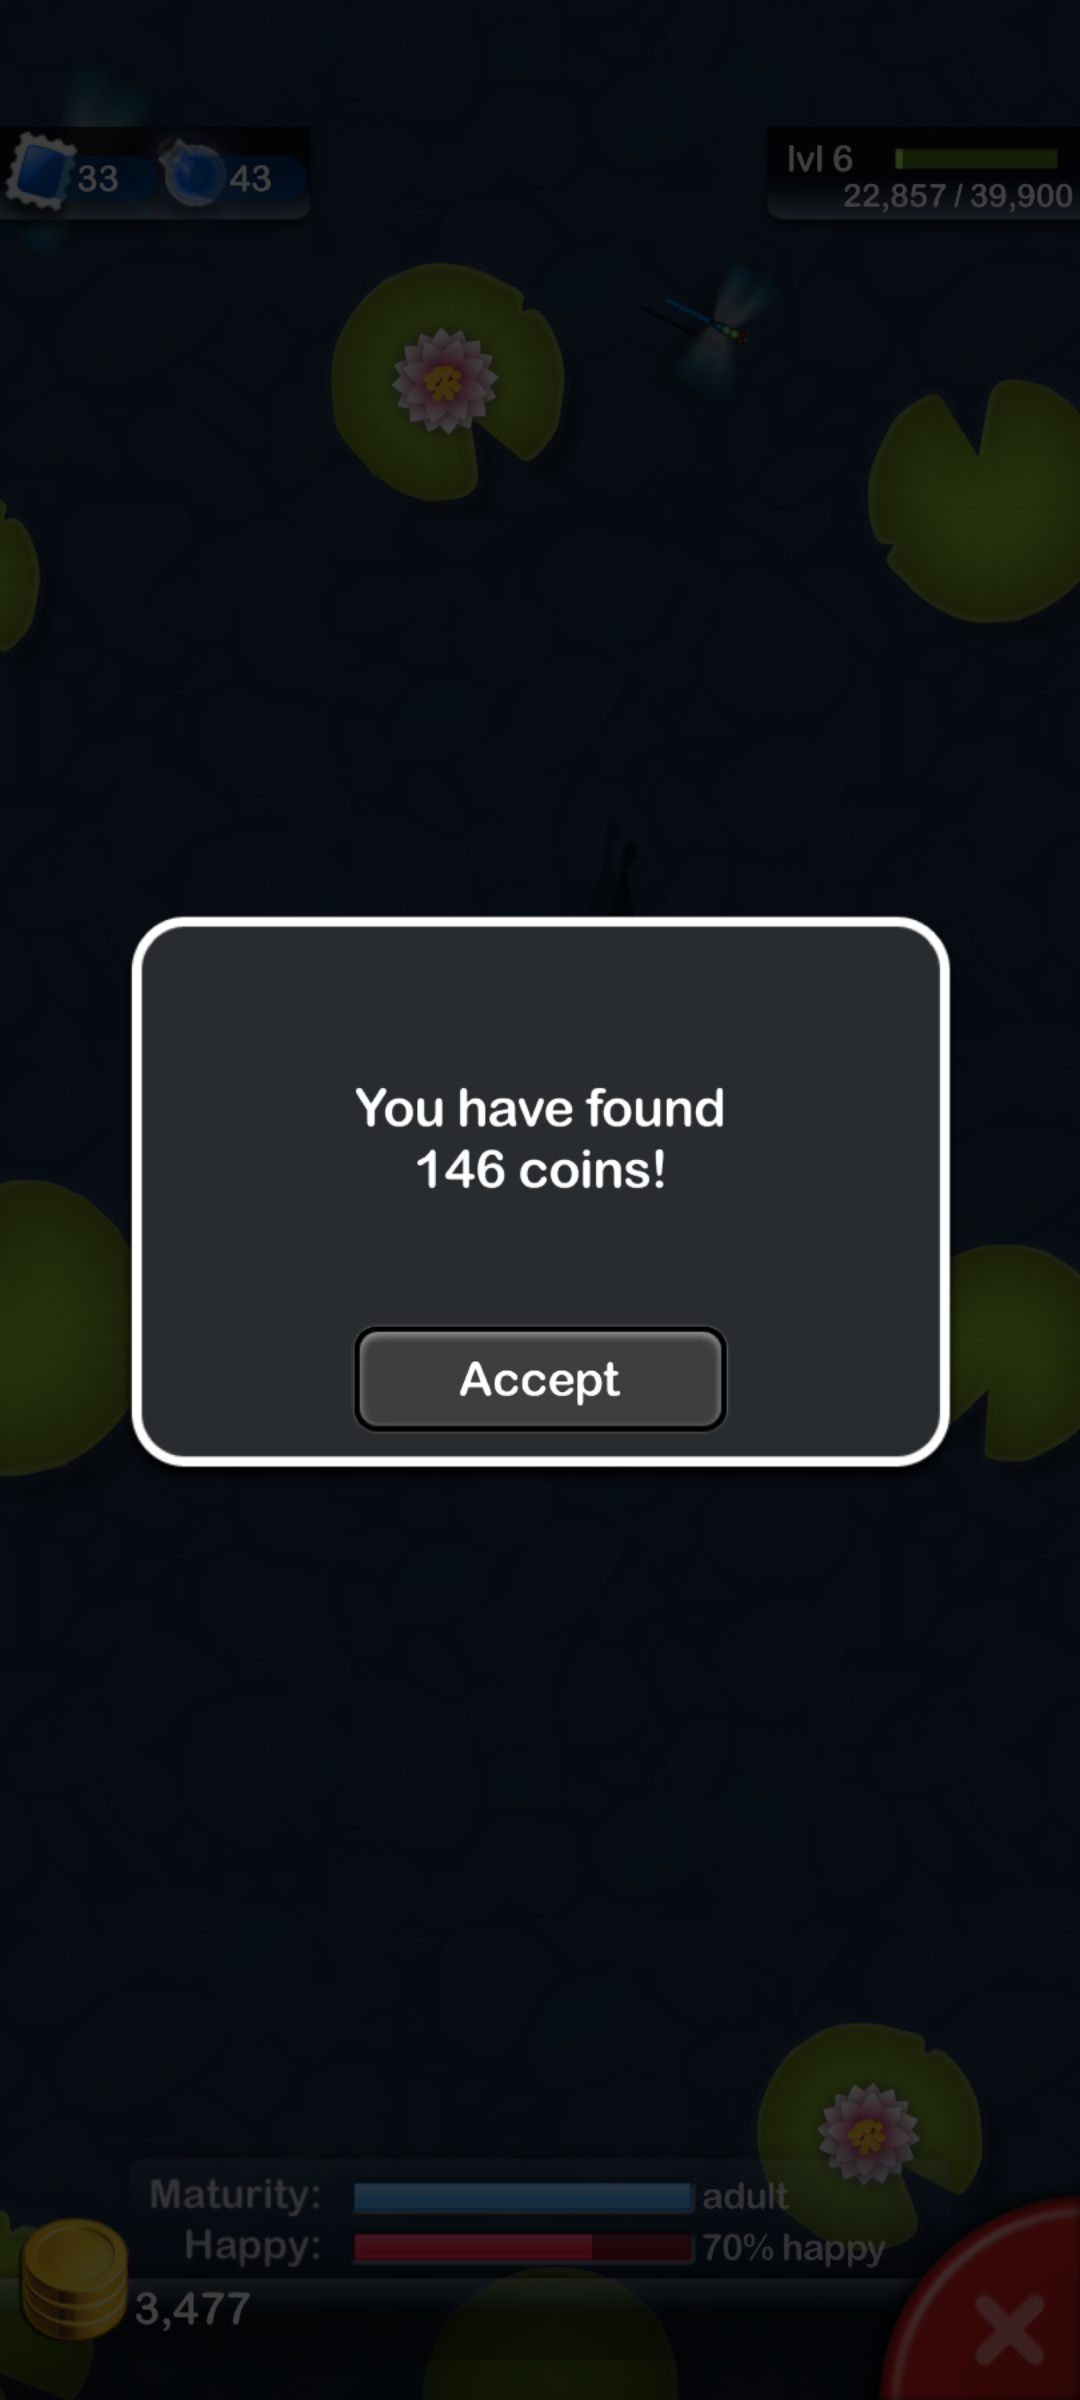 33
43
lvl 6
22,857 / 39,900
You have found
146 coins!
Accept
Maturity:
adult
Happy:
70% happy
3,477